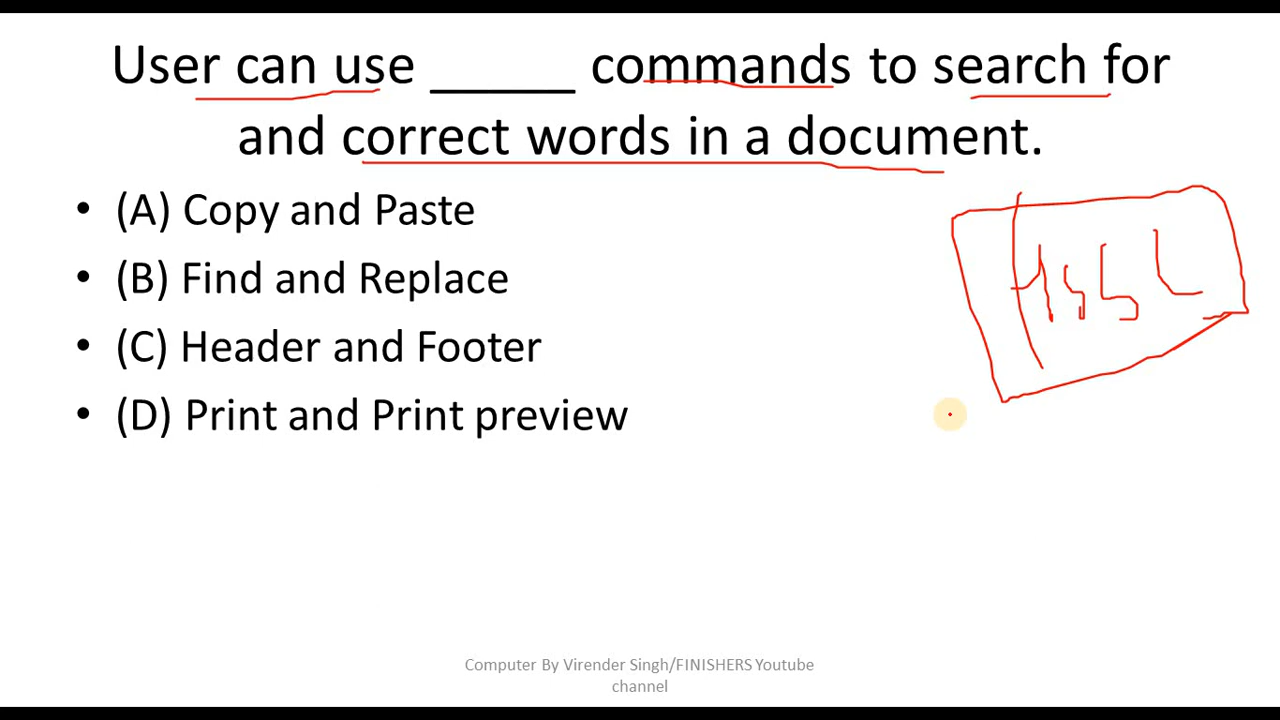 User can use ______ commands to search for
and correct words in a document.
• (A) Copy and Paste
• (B) Find and Replace
• (C) Header and Footer
• (D) Print and Print preview
Computer By Virender Singh/FINISHERS Youtube
channel